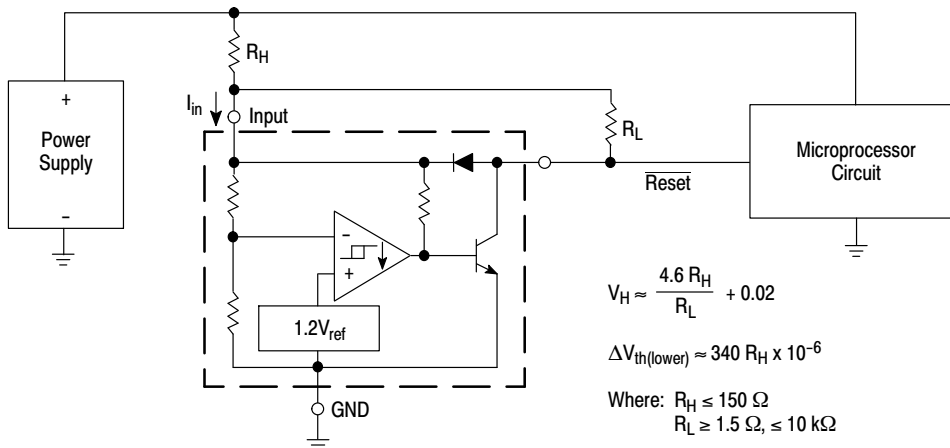 R_H
I_in
Input
R_L
+
Power
Supply
−
Reset
Microprocessor
Circuit
−
+
1.2V_ref
GND
V_H ≈ 4.6 R_H / R_L + 0.02
ΔV_th(lower) ≈ 340 R_H x 10^-6
Where: R_H ≤ 150 Ω
R_L ≥ 1.5 Ω, ≤ 10 kΩ